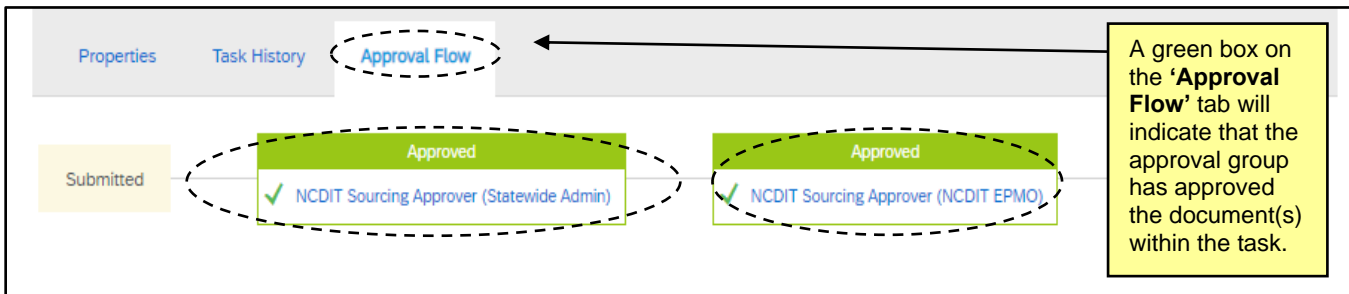 Properties
Task History
Approval Flow
Submitted
Approved
NCDIT Sourcing Approver (Statewide Admin)
Approved
NCDIT Sourcing Approver (NCDIT EPMO)
A green box on
the ‘Approval
Flow’ tab will
indicate that the
approval group
has approved
the document(s)
within the task.